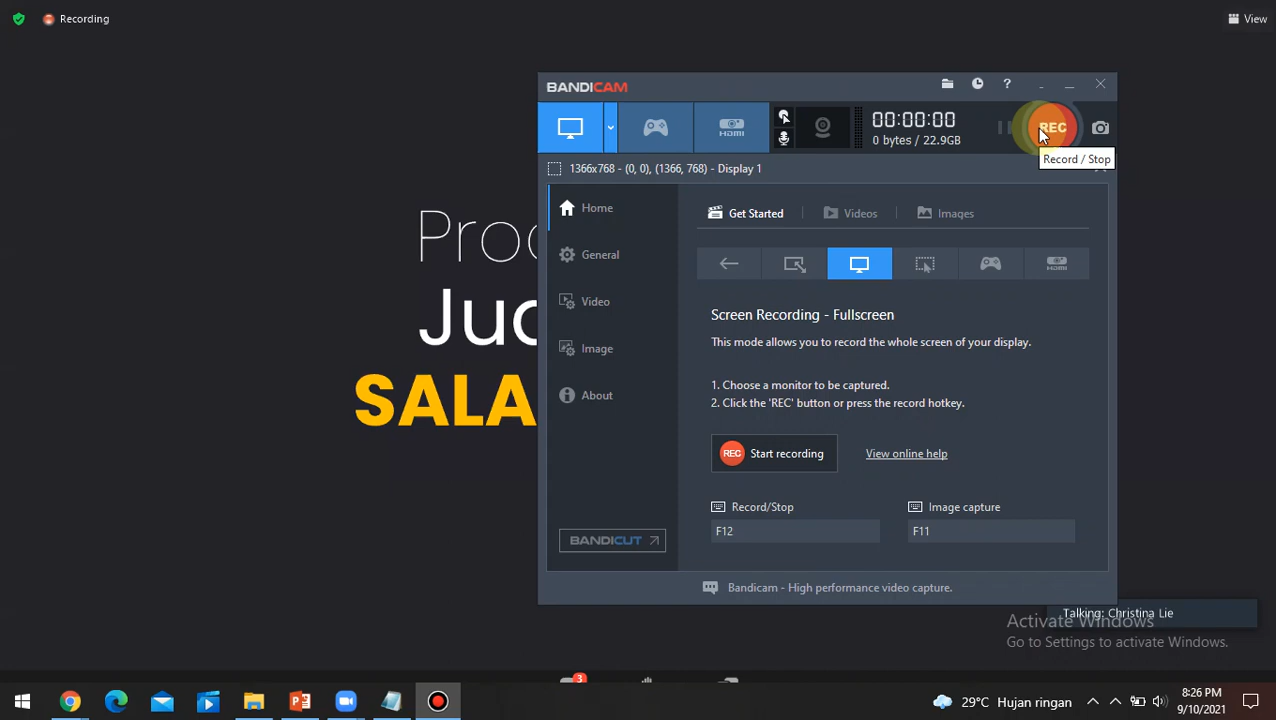 Recording
View
BANDICAM
?
HDMI
00:00:00
0 bytes / 22.9GB
REC
Record / Stop
1366x768 - (0, 0), (1366, 768) - Display 1
Home
General
Video
Image
About
BANDICUT
Get Started
Videos
Images
HDMI
Screen Recording - Fullscreen
This mode allows you to record the whole screen of your display.
1. Choose a monitor to be captured.
2. Click the 'REC' button or press the record hotkey.
REC Start recording
View online help
Record/Stop
Image capture
F12
F11
Bandicam - High performance video capture.
Juc
SALA
Talking: Christina Lie
Activate Windows
Go to Settings to activate Windows.
3
29°C Hujan ringan
8:26 PM
9/10/2021